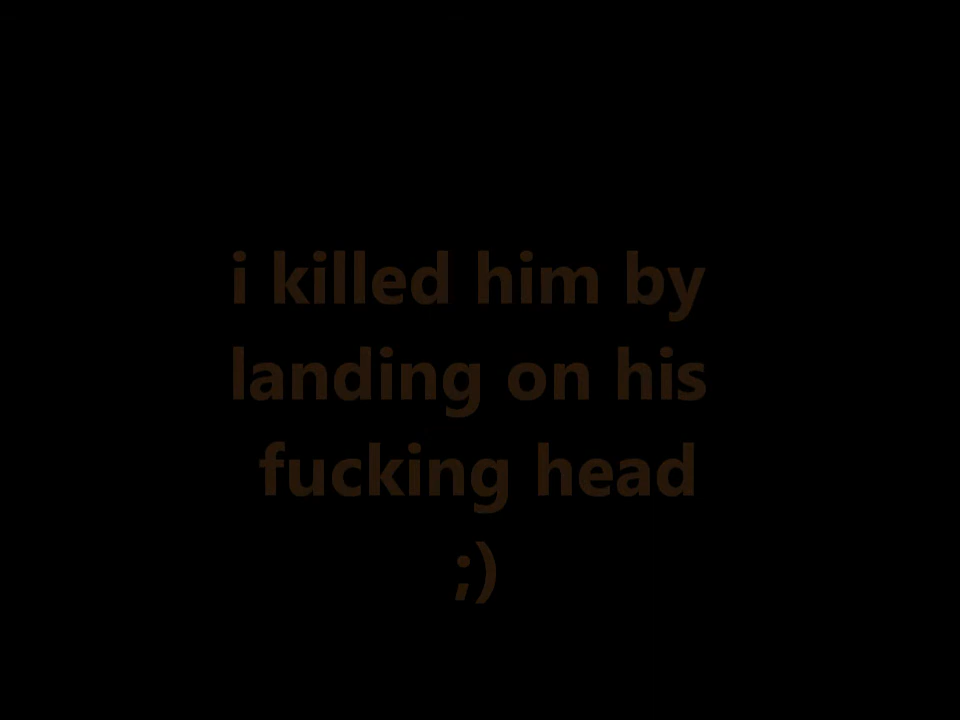 i killed him by
landing on his
fucking head
;)